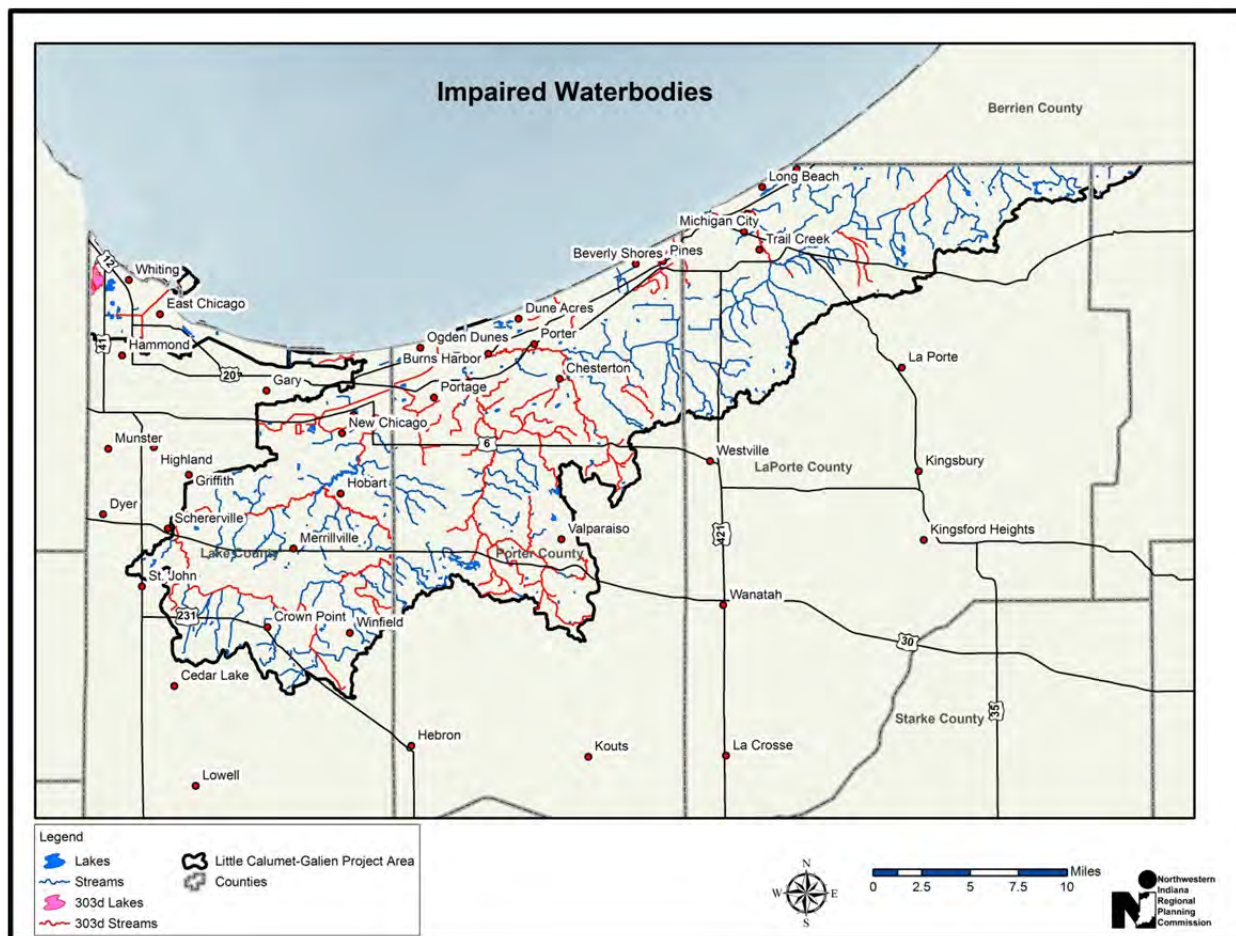 Impaired Waterbodies
Berrien County
Long Beach
Michigan City
Trail Creek
Beverly Shores
Pines
12
Whiting
East Chicago
Dune Acres
Ogden Dunes
Porter
41
Hammond
Burns Harbor
20
La Porte
Gary
Portage
Chesterton
New Chicago
6
Munster
Highland
Westville
LaPorte County
Kingsbury
Griffith
Hobart
Dyer
Schererville
Valparaiso
421
Kingsford Heights
Lake County
Merrillville
Porter County
St. John
Wanatah
231
Crown Point
Winfield
30
Cedar Lake
Starke County
35
Hebron
Kouts
La Crosse
Lowell
Legend
Lakes
Streams
303d Lakes
303d Streams
Little Calumet-Galien Project Area
Counties
N
W
E
S
Miles
0 2.5 5 7.5 10
Northwestern
Indiana
Regional
Planning
Commission